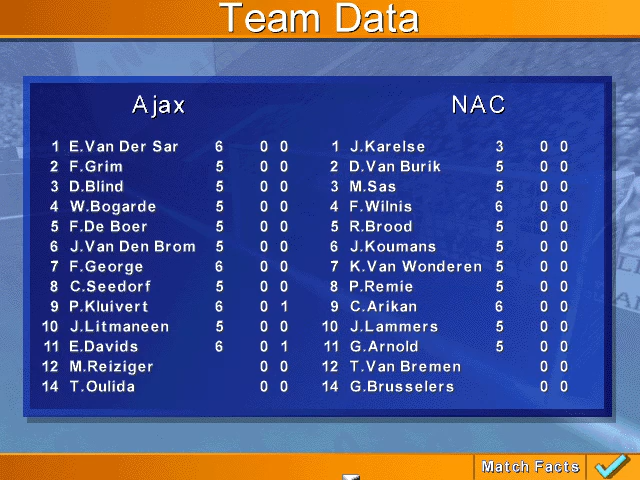 Team Data
Ajax NAC
1 E.Van Der Sar 6 0 0 1 J.Karelse 3 0 0
2 F.Grim 5 0 0 2 D.Van Burik 5 0 0
3 D.Blind 5 0 0 3 M.Sas 5 0 0
4 W.Bogarde 5 0 0 4 F.Wilnis 6 0 0
5 F.De Boer 5 0 0 5 R.Brood 5 0 0
6 J.Van Den Brom 5 0 0 6 J.Koumans 5 0 0
7 F.George 6 0 0 7 K.Van Wonderen 5 0 0
8 C.Seedorf 5 0 0 8 P.Remie 5 0 0
9 P.Kluivert 6 0 1 9 C.Arikan 6 0 0
10 J.Litmaneen 5 0 0 10 J.Lammers 5 0 0
11 E.Davids 6 0 1 11 G.Arnold 5 0 0
12 M.Reiziger 0 0 12 T.Van Bremen 0 0
14 T.Oulida 0 0 14 G.Brusselers 0 0
Match Facts